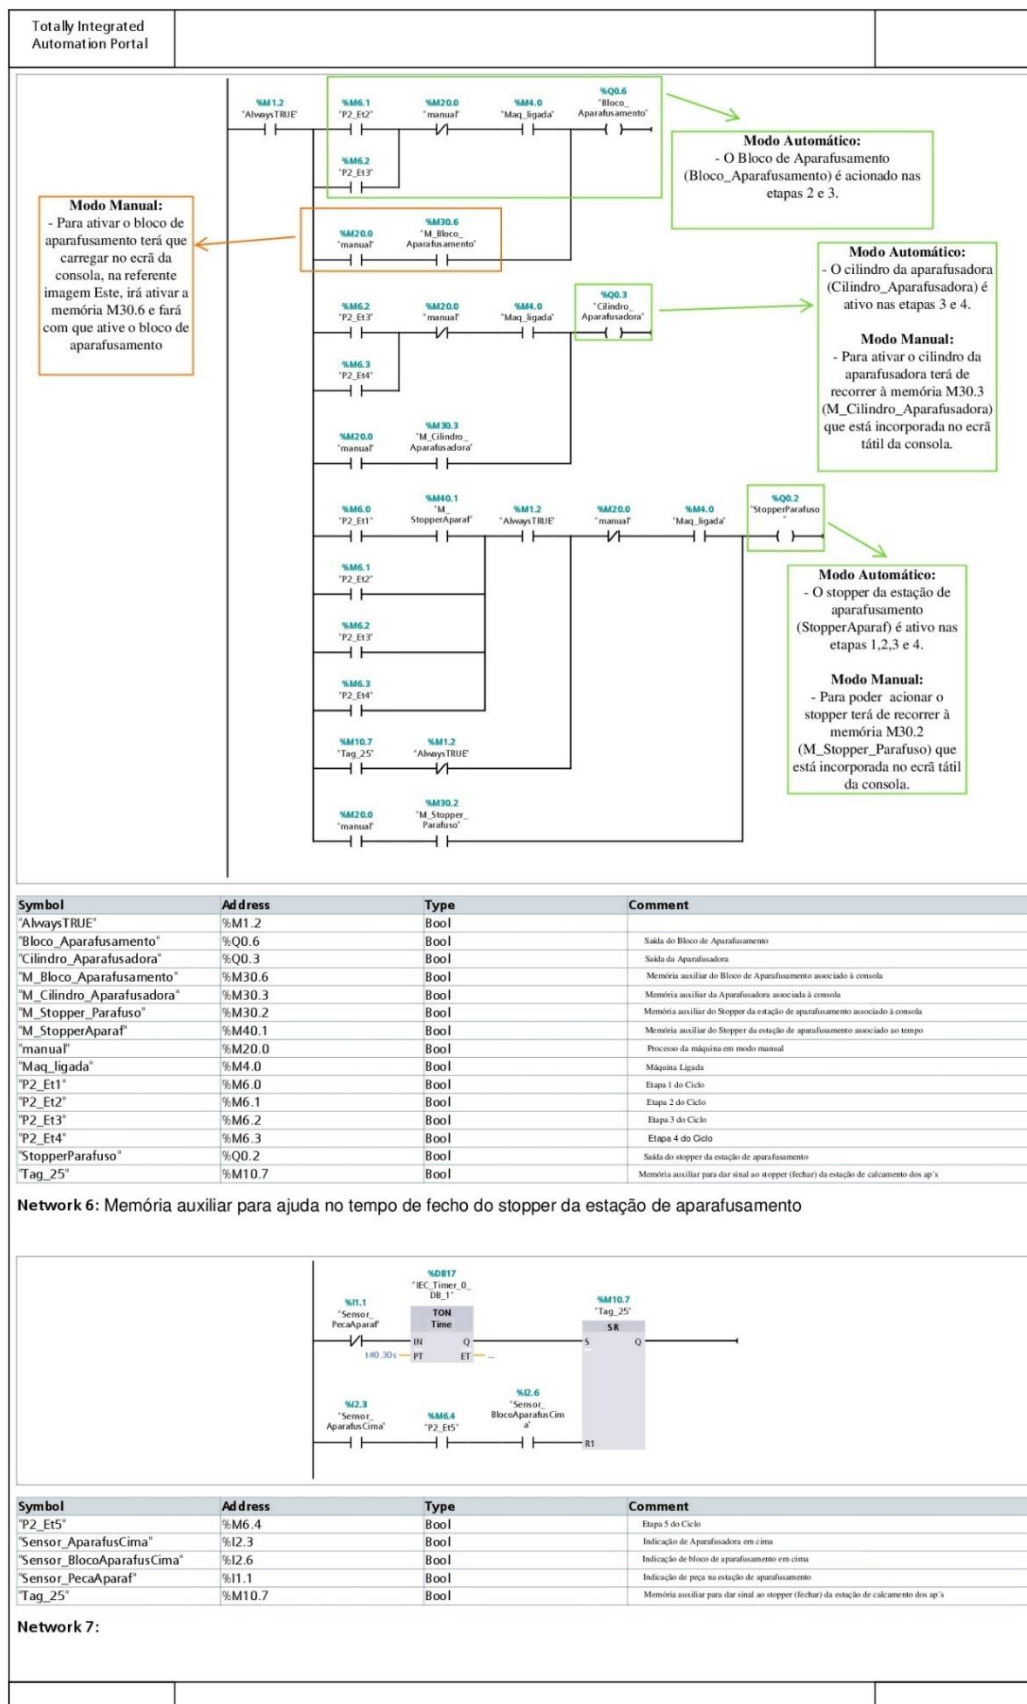 Totally Integrated
Automation Portal
%M1.2
"AlwaysTRUE"
%M6.1
"P2_Et2"
%M20.0
"manual"
%M4.0
"Maq_ligada"
%Q0.6
"Bloco_
Aparafusamento"
%M6.2
"P2_Et3"
%M20.0
"manual"
%M30.6
"M_Bloco_
Aparafusamento"
Modo Automático:
- O Bloco de Aparafusamento
(Bloco_Aparafusamento) é acionado nas
etapas 2 e 3.
Modo Manual:
- Para ativar o bloco de
aparafusamento terá que
carregar no ecrã da
consola, na referente
imagem Este, irá ativar a
memória M30.6 e fará
com que ative o bloco de
aparafusamento
%M6.2
"P2_Et3"
%M20.0
"manual"
%M4.0
"Maq_ligada"
%Q0.3
"Cilindro_
Aparafusadora"
%M6.3
"P2_Et4"
%M20.0
"manual"
%M30.3
"M_Cilindro_
Aparafusadora"
Modo Automático:
- O cilindro da aparafusadora
(Cilindro_Aparafusadora) é
ativo nas etapas 3 e 4.
Modo Manual:
- Para ativar o cilindro da
aparafusadora terá de
recorrer à memória M30.3
(M_Cilindro_Aparafusadora)
que está incorporada no ecrã
tátil da consola.
%M6.0
"P2_Et1"
%M40.1
"M_
StopperAparaf"
%M1.2
"AlwaysTRUE"
%M20.0
"manual"
%M4.0
"Maq_ligada"
%Q0.2
"StopperParafuso
"
%M6.1
"P2_Et2"
%M6.2
"P2_Et3"
%M6.3
"P2_Et4"
%M10.7
"Tag_25"
%M1.2
"AlwaysTRUE"
%M20.0
"manual"
%M30.2
"M_Stopper_
Parafuso"
Modo Automático:
- O stopper da estação de
aparafusamento
(StopperAparaf) é ativo nas
etapas 1,2,3 e 4.
Modo Manual:
- Para poder acionar o
stopper terá de recorrer à
memória M30.2
(M_Stopper_Parafuso) que
está incorporada no ecrã tátil
da consola.
Symbol Address Type Comment
"AlwaysTRUE" %M1.2 Bool
"Bloco_Aparafusamento" %Q0.6 Bool Saída do Bloco de Aparafusamento
"Cilindro_Aparafusadora" %Q0.3 Bool Saída da Aparafusadora
"M_Bloco_Aparafusamento" %M30.6 Bool Memória auxiliar do Bloco de Aparafusamento associado à consola
"M_Cilindro_Aparafusadora" %M30.3 Bool Memória auxiliar da Aparafusadora associada à consola
"M_Stopper_Parafuso" %M30.2 Bool Memória auxiliar do Stopper da estação de aparafusamento associado à consola
"M_StopperAparaf" %M40.1 Bool Memória auxiliar do Stopper da estação de aparafusamento associado ao tempo
"manual" %M20.0 Bool Processo da máquina em modo manual
"Maq_ligada" %M4.0 Bool Máquina Ligada
"P2_Et1" %M6.0 Bool Etapa 1 do Ciclo
"P2_Et2" %M6.1 Bool Etapa 2 do Ciclo
"P2_Et3" %M6.2 Bool Etapa 3 do Ciclo
"P2_Et4" %M6.3 Bool Etapa 4 do Ciclo
"StopperParafuso" %Q0.2 Bool Saída do stopper da estação de aparafusamento
"Tag_25" %M10.7 Bool Memória auxiliar para dar sinal ao stopper (fechar) da estação de calcamento dos ap´s
Network 6: Memória auxiliar para ajuda no tempo de fecho do stopper da estação de aparafusamento
%DB17
"IEC_Timer_0_
DB_1"
%I1.1
"Sensor_
PecaAparaf"
TON
Time
IN Q
t#0.30s PT ET ...
%M10.7
"Tag_25"
SR
S Q
%I2.3
"Sensor_
AparafusCima"
%M6.4
"P2_Et5"
%I2.6
"Sensor_
BlocoAparafusCim
a"
R1
Symbol Address Type Comment
"P2_Et5" %M6.4 Bool Etapa 5 do Ciclo
"Sensor_AparafusCima" %I2.3 Bool Indicação de Aparafusadora em cima
"Sensor_BlocoAparafusCima" %I2.6 Bool Indicação de bloco de aparafusamento em cima
"Sensor_PecaAparaf" %I1.1 Bool Indicação de peça na estação de aparafusamento
"Tag_25" %M10.7 Bool Memória auxiliar para dar sinal ao stopper (fechar) da estação de calcamento dos ap´s
Network 7: